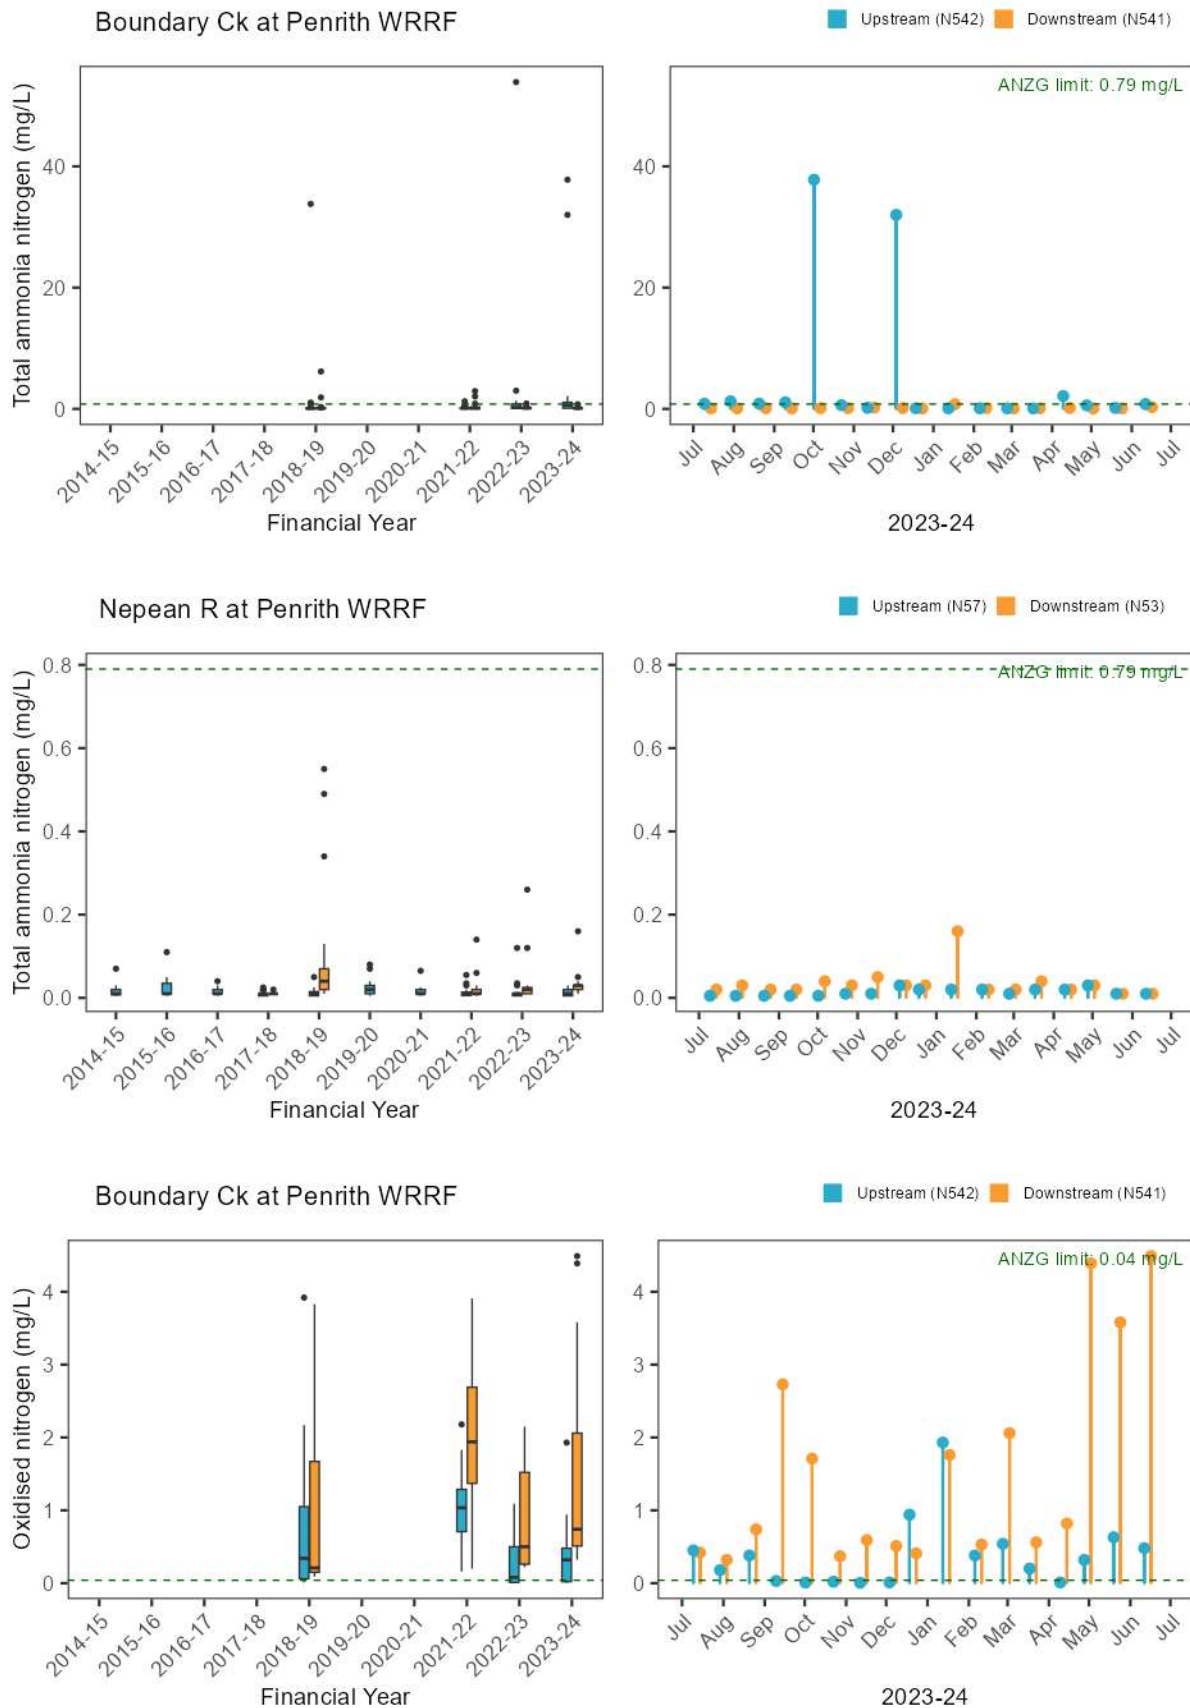 Boundary Ck at Penrith WRRF
Upstream (N542) Downstream (N541)
Total ammonia nitrogen (mg/L)
40
20
0
2014-15 2015-16 2016-17 2017-18 2018-19 2019-20 2020-21 2021-22 2022-23 2023-24
Financial Year
ANZG limit: 0.79 mg/L
40
20
0
Jul Aug Sep Oct Nov Dec Jan Feb Mar Apr May Jun Jul
2023-24
Nepean R at Penrith WRRF
Upstream (N57) Downstream (N53)
Total ammonia nitrogen (mg/L)
0.8
0.6
0.4
0.2
0.0
2014-15 2015-16 2016-17 2017-18 2018-19 2019-20 2020-21 2021-22 2022-23 2023-24
Financial Year
ANZG limit: 0.79 mg/L
0.8
0.6
0.4
0.2
0.0
Jul Aug Sep Oct Nov Dec Jan Feb Mar Apr May Jun Jul
2023-24
Boundary Ck at Penrith WRRF
Upstream (N542) Downstream (N541)
Oxidised nitrogen (mg/L)
4
3
2
1
0
2014-15 2015-16 2016-17 2017-18 2018-19 2019-20 2020-21 2021-22 2022-23 2023-24
Financial Year
ANZG limit: 0.04 mg/L
4
3
2
1
0
Jul Aug Sep Oct Nov Dec Jan Feb Mar Apr May Jun Jul
2023-24